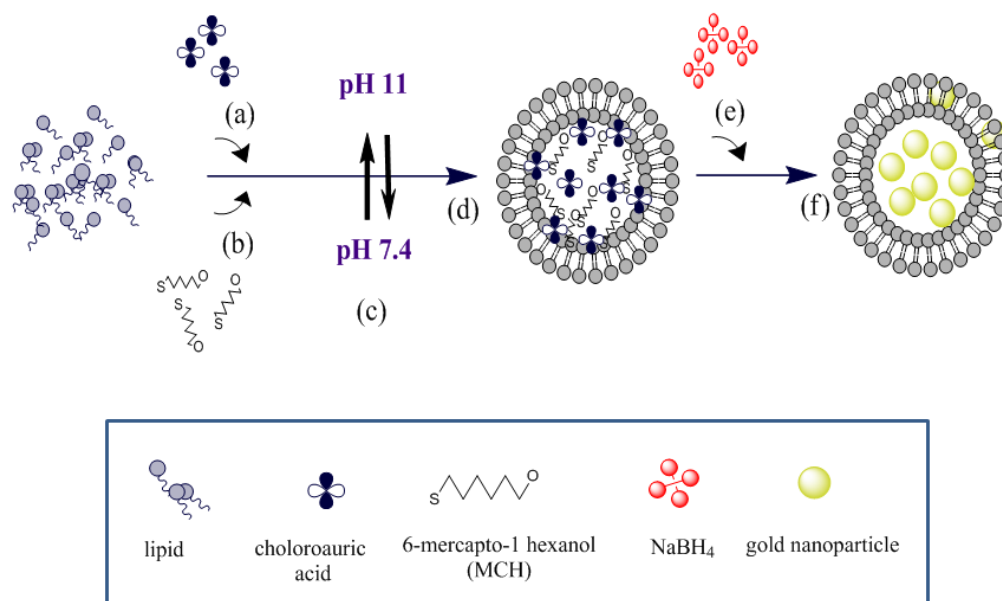 (a)
pH 11
(e)
(b)
pH 7.4
(c)
(d)
(f)
S
O
S
O
S
O
O
S
O
S
O
S
O
S
O
S
S
O
lipid
choloroauric
acid
6-mercapto-1 hexanol
(MCH)
NaBH4
gold nanoparticle